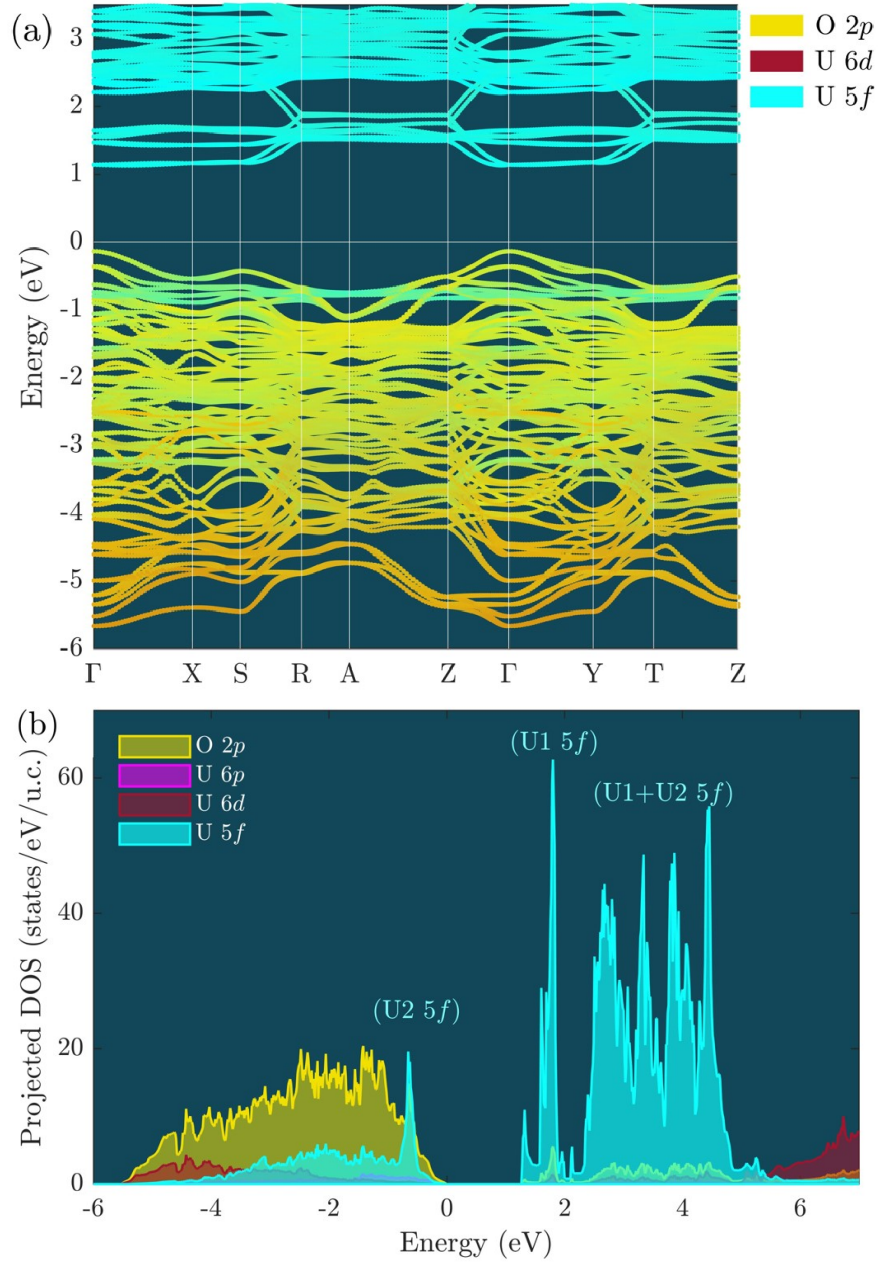 (a)
O 2p
U 6d
U 5f
3
2
1
0
-1
-2
-3
-4
-5
-6
Energy (eV)
Γ X S R A Z Γ Y T Z
(b)
O 2p
U 6p
U 6d
U 5f
(U1 5f)
(U1+U2 5f)
(U2 5f)
60
40
20
0
Projected DOS (states/eV/u.c.)
-6 -4 -2 0 2 4 6
Energy (eV)